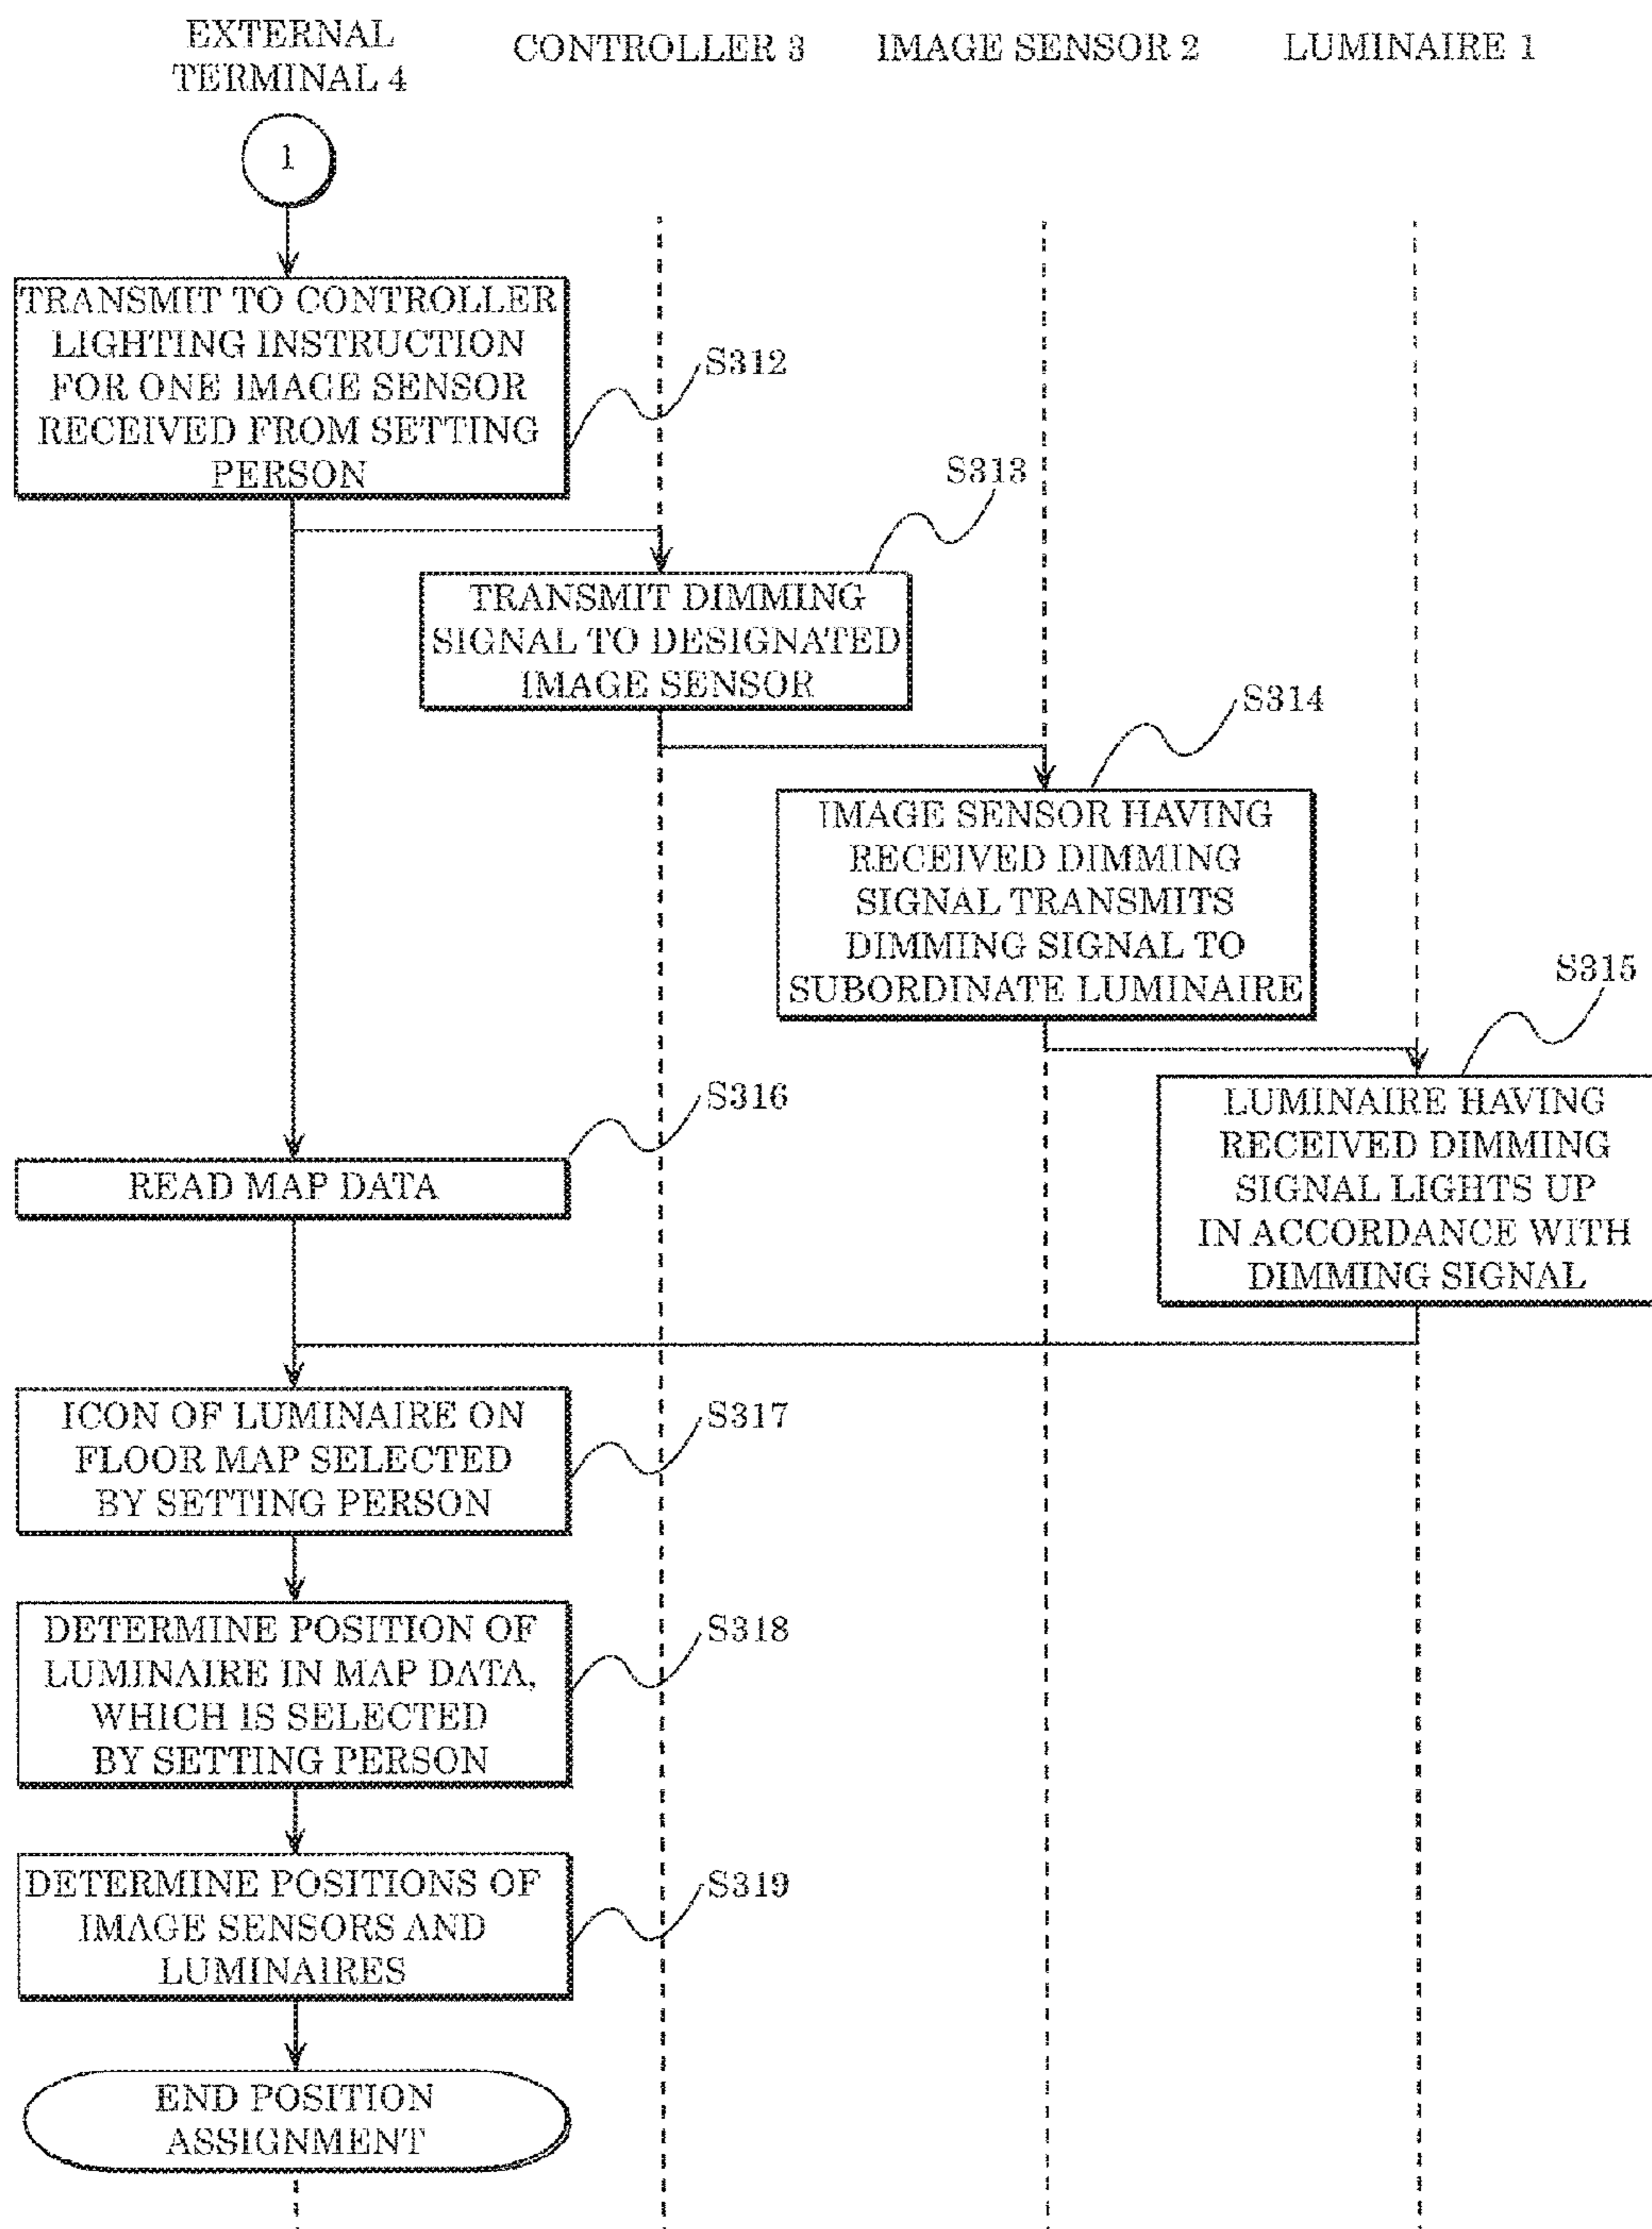 EXTERNAL
TERMINAL 4
CONTROLLER 3
IMAGE SENSOR 2
LUMINAIRE 1
1
TRANSMIT TO CONTROLLER
LIGHTING INSTRUCTION
FOR ONE IMAGE SENSOR
RECEIVED FROM SETTING
PERSON
S312
S313
TRANSMIT DIMMING
SIGNAL TO DESIGNATED
IMAGE SENSOR
S314
IMAGE SENSOR HAVING
RECEIVED DIMMING
SIGNAL TRANSMITS
DIMMING SIGNAL TO
SUBORDINATE LUMINAIRE
S315
LUMINAIRE HAVING
RECEIVED DIMMING
SIGNAL LIGHTS UP
IN ACCORDANCE WITH
DIMMING SIGNAL
S316
READ MAP DATA
ICON OF LUMINAIRE ON
FLOOR MAP SELECTED
BY SETTING PERSON
S317
DETERMINE POSITION OF
LUMINAIRE IN MAP DATA,
WHICH IS SELECTED
BY SETTING PERSON
S318
DETERMINE POSITIONS OF
IMAGE SENSORS AND
LUMINAIRES
S319
END POSITION
ASSIGNMENT